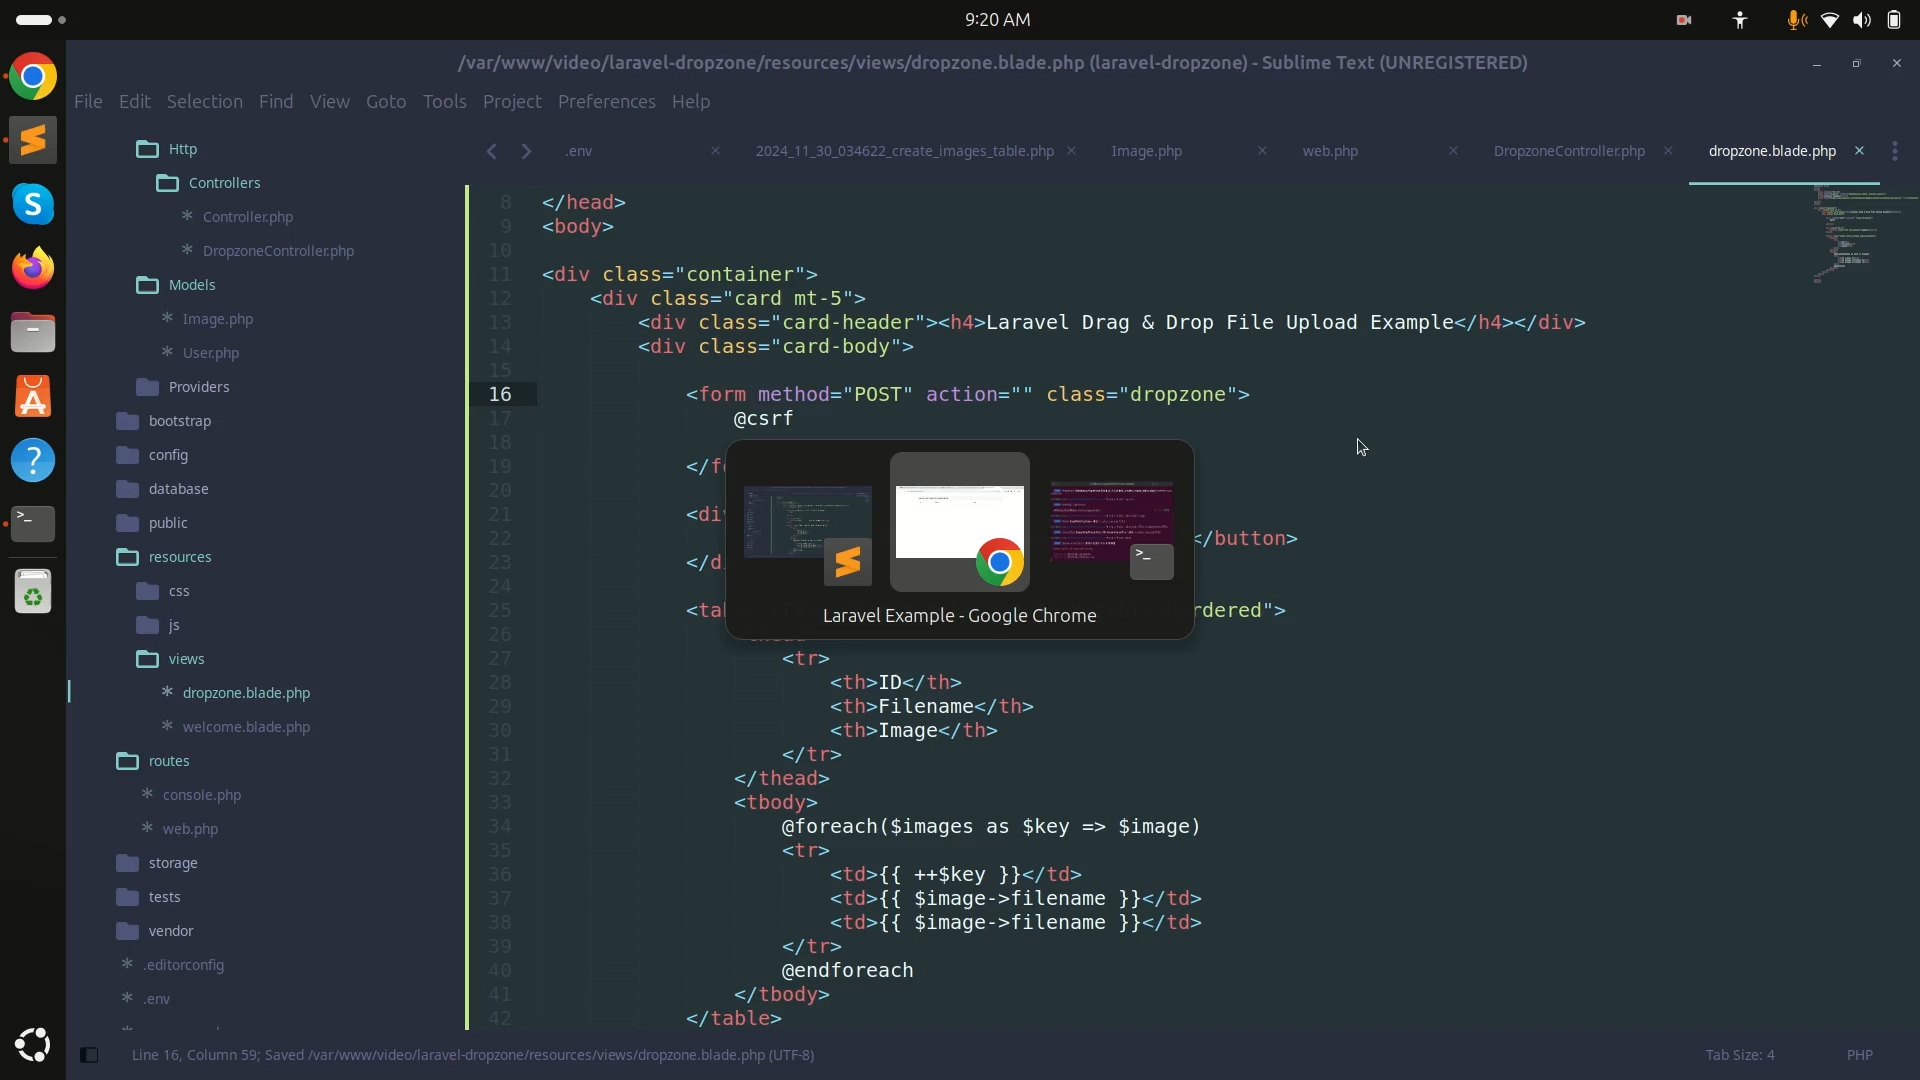 9:20 AM
/var/www/video/laravel-dropzone/resources/views/dropzone.blade.php (laravel-dropzone) - Sublime Text (UNREGISTERED)
File Edit Selection Find View Goto Tools Project Preferences Help
.env 2024_11_30_034622_create_images_table.php Image.php web.php DropzoneController.php dropzone.blade.php
Http
Controllers
Controller.php
DropzoneController.php
Models
Image.php
User.php
Providers
bootstrap
config
database
public
resources
css
js
views
dropzone.blade.php
welcome.blade.php
routes
console.php
web.php
storage
tests
vendor
.editorconfig
.env
8 </head>
9 <body>
10
11 <div class="container">
12 <div class="card mt-5">
13 <div class="card-header"><h4>Laravel Drag & Drop File Upload Example</h4></div>
14 <div class="card-body">
15
16 <form method="POST" action="" class="dropzone">
17 @csrf
18
19
20
21
22 </button>
23
24
25
26
27 <tr>
28 <th>ID</th>
29 <th>Filename</th>
30 <th>Image</th>
31 </tr>
32 </thead>
33 <tbody>
34 @foreach($images as $key => $image)
35 <tr>
36 <td>{{ ++$key }}</td>
37 <td>{{ $image->filename }}</td>
38 <td>{{ $image->filename }}</td>
39 </tr>
40 @endforeach
41 </tbody>
42 </table>
Laravel Example - Google Chrome
Line 16, Column 59; Saved /var/www/video/laravel-dropzone/resources/views/dropzone.blade.php (UTF-8)
Tab Size: 4
PHP